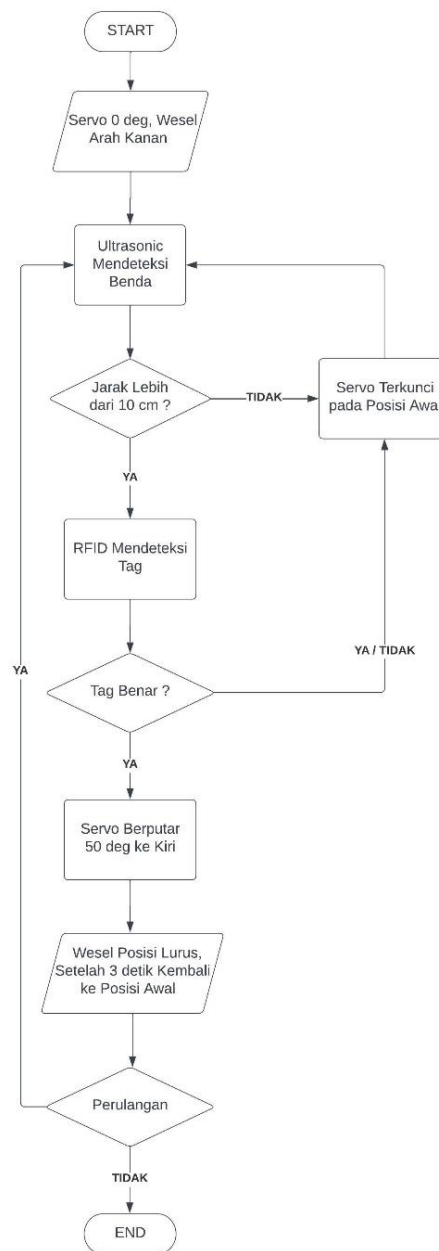 START
Servo 0 deg, Wesel
Arah Kanan
Ultrasonic
Mendeteksi
Benda
Jarak Lebih
dari 10 cm ?
TIDAK
Servo Terkunci
pada Posisi Awal
YA
RFID Mendeteksi
Tag
YA / TIDAK
YA
Tag Benar ?
YA
Servo Berputar
50 deg ke Kiri
Wesel Posisi Lurus,
Setelah 3 detik Kembali
ke Posisi Awal
Perulangan
TIDAK
END